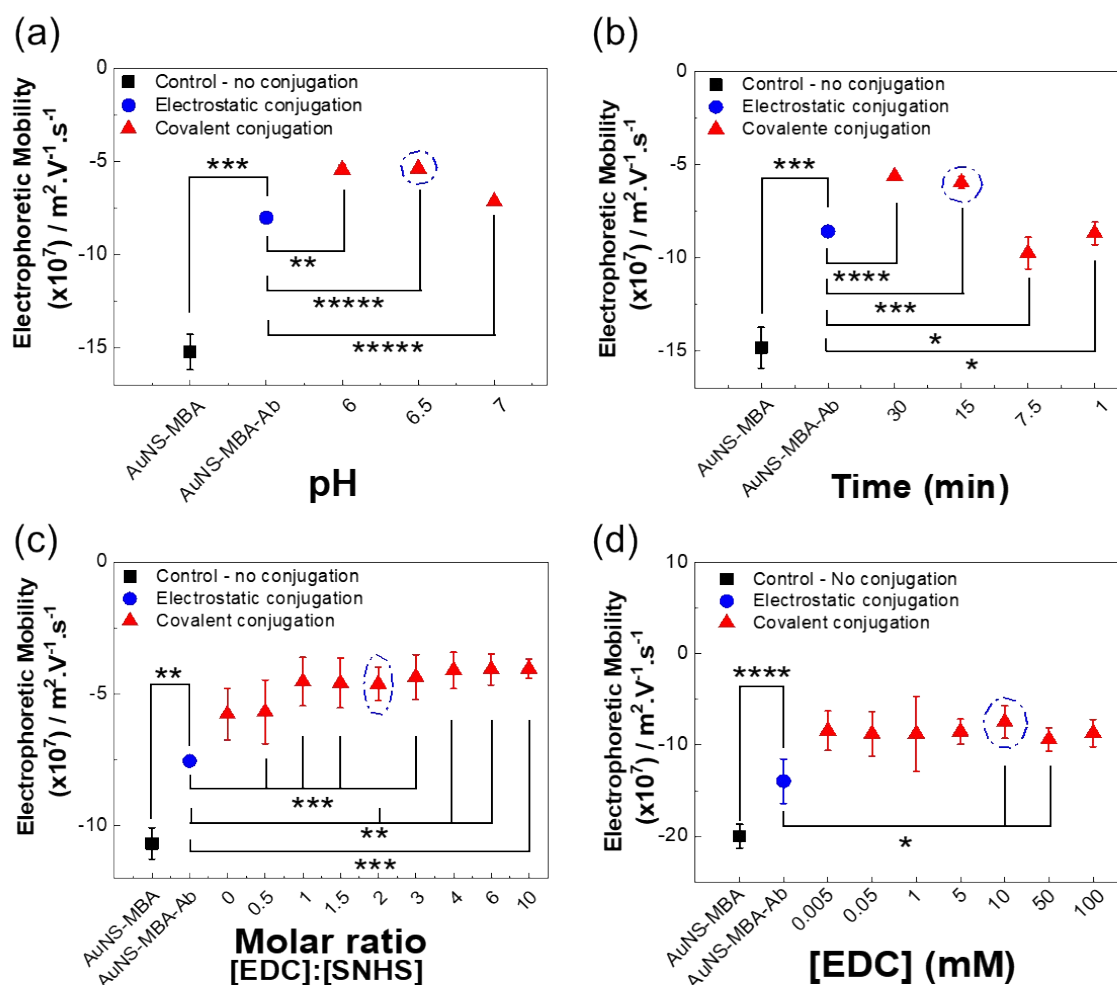 (a)
Electrophoretic Mobility
(x10⁷) / m².V⁻¹.s⁻¹
0
-5
-10
-15
Control - no conjugation
Electrostatic conjugation
Covalent conjugation
***
**
*****
*****
AuNS-MBA
AuNS-MBA-Ab
6
6.5
7
pH
(b)
Electrophoretic Mobility
(x10⁷) / m².V⁻¹.s⁻¹
0
-5
-10
-15
Control - no conjugation
Electrostatic conjugation
Covalente conjugation
***
****
***
*
*
AuNS-MBA
AuNS-MBA-Ab
30
15
7.5
1
Time (min)
(c)
Electrophoretic Mobility
(x10⁷) / m².V⁻¹.s⁻¹
0
-5
-10
Control - no conjugation
Electrostatic conjugation
Covalent conjugation
**
***
**
***
AuNS-MBA
AuNS-MBA-Ab
0
0.5
1
1.5
2
3
4
6
10
Molar ratio
[EDC]:[SNHS]
(d)
Electrophoretic Mobility
(x10⁷) / m².V⁻¹.s⁻¹
10
0
-10
-20
Control - No conjugation
Electrostatic conjugation
Covalent conjugation
****
*
AuNS-MBA
AuNS-MBA-Ab
0.005
0.05
1
5
10
50
100
[EDC] (mM)